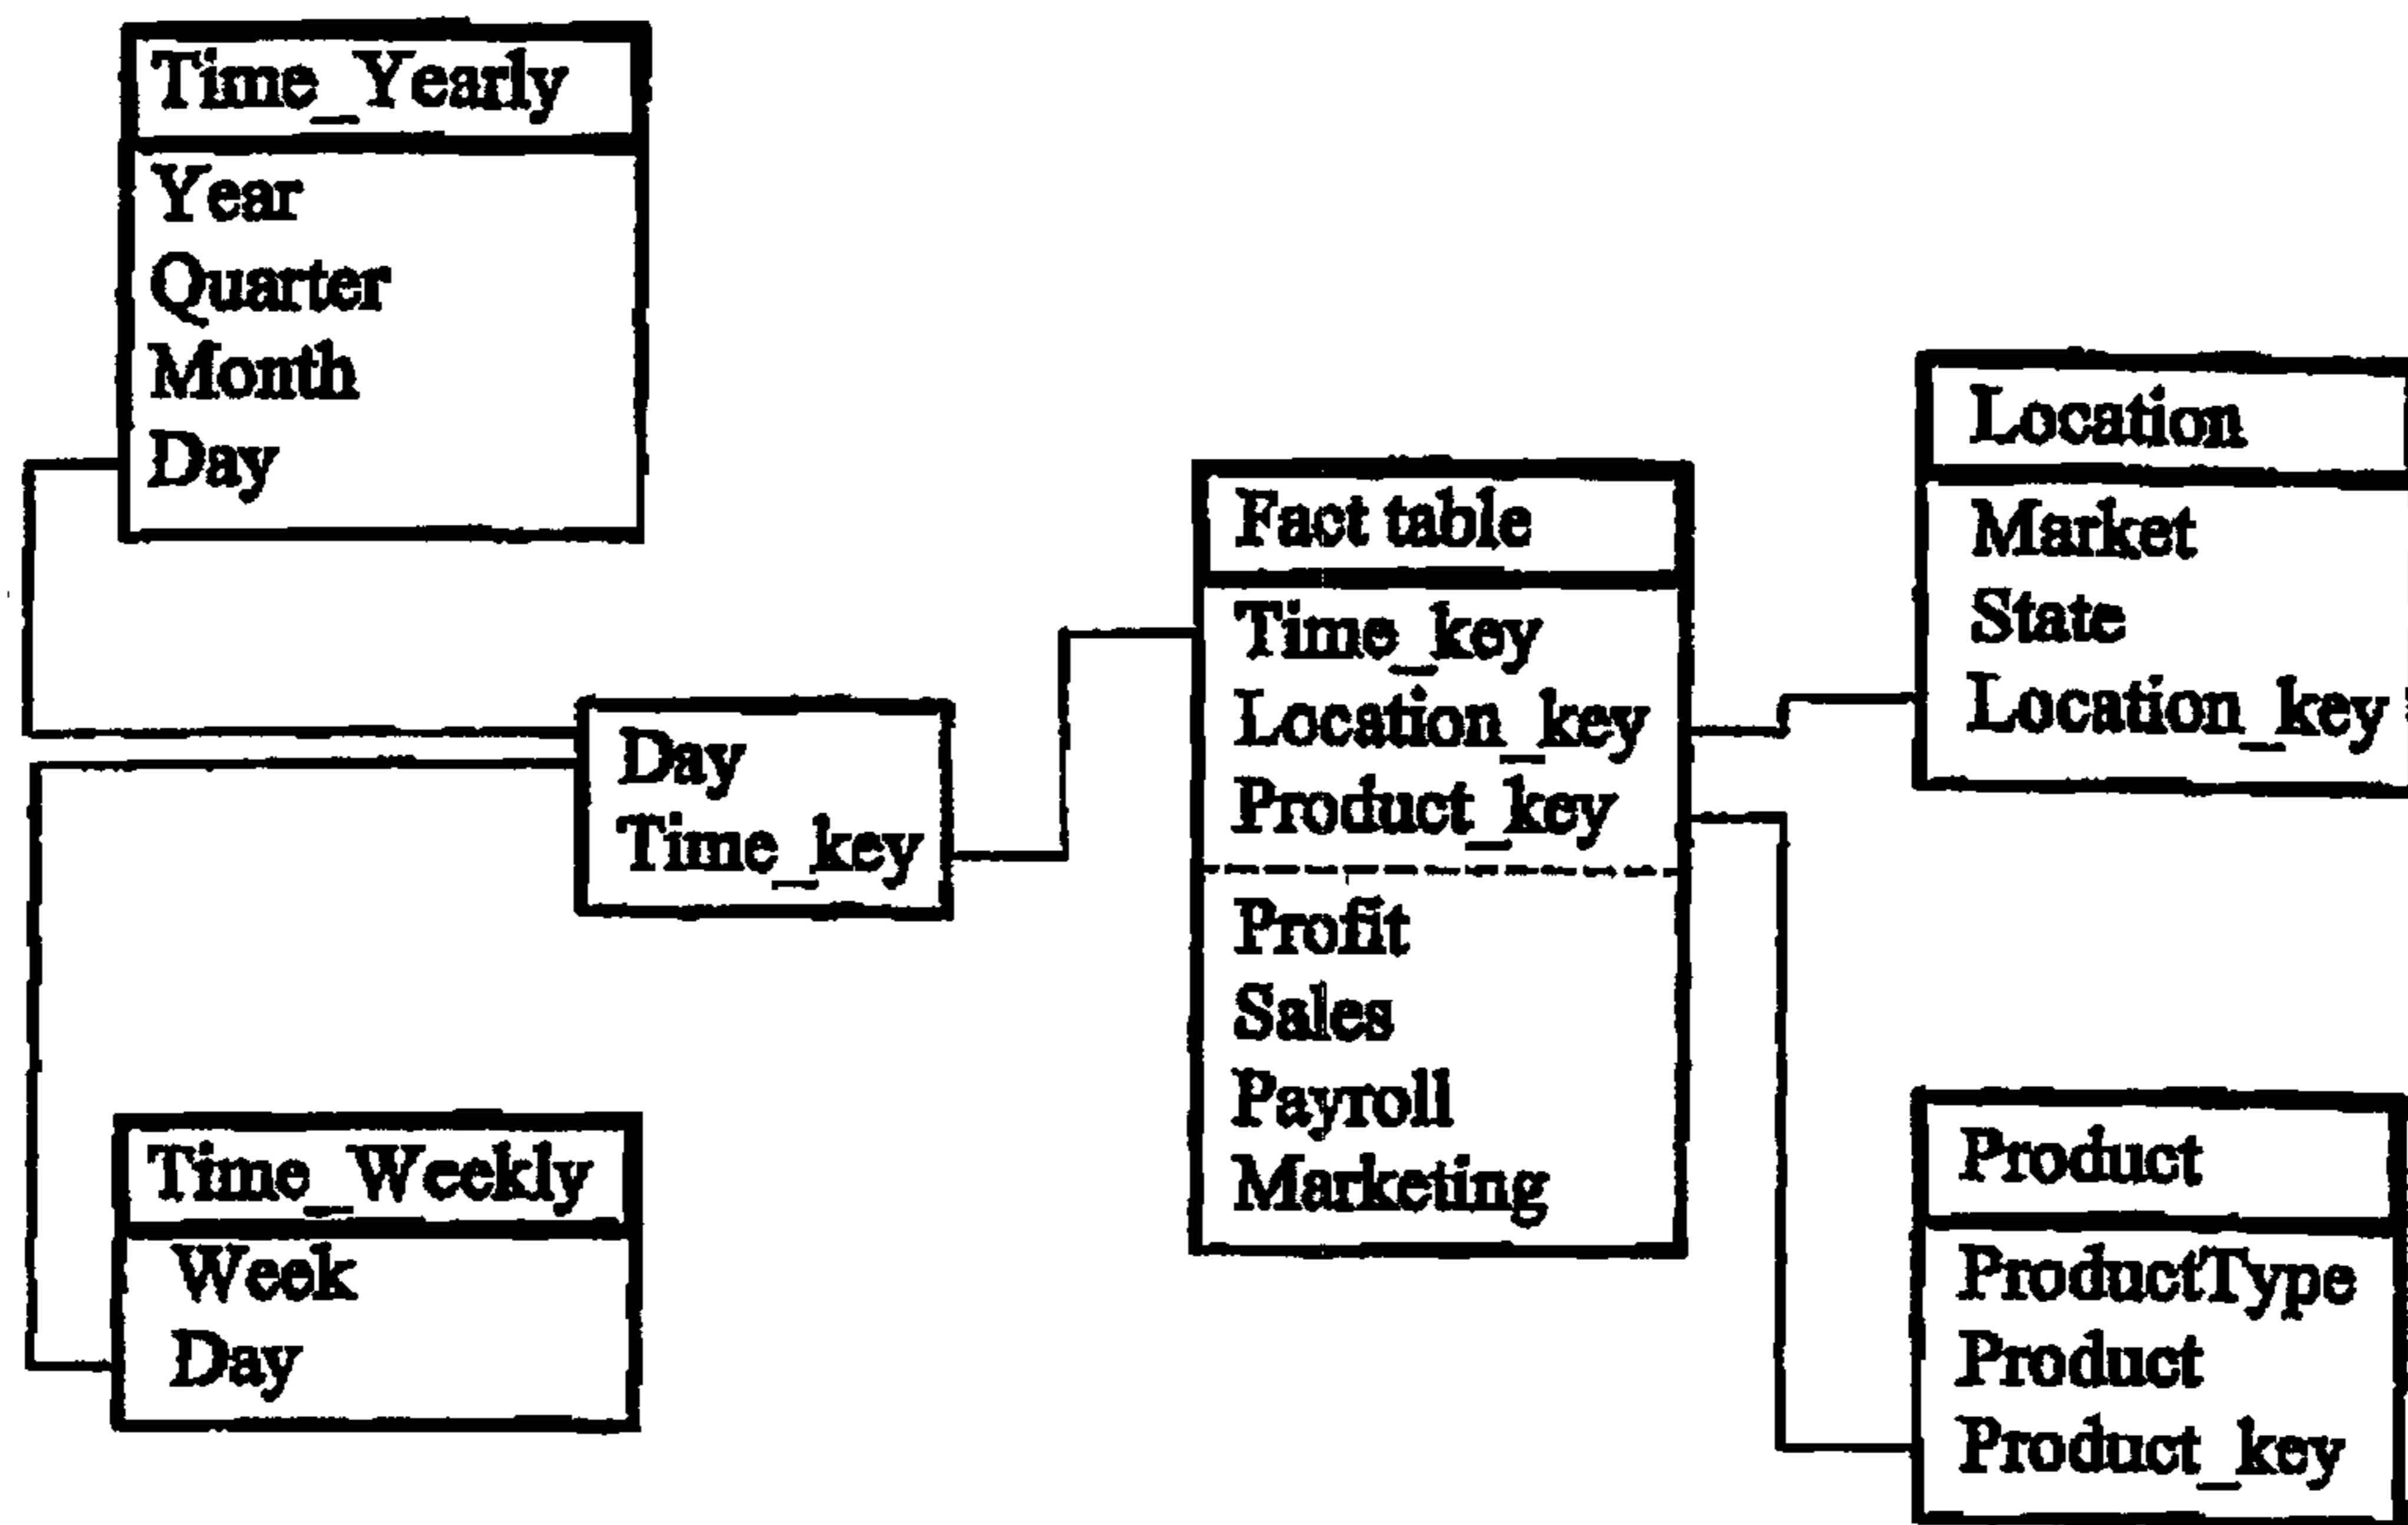 Time_Yearly
Year
Quarter
Month
Day
Day
Time_key
Time_Weekly
Week
Day
Fact table
Time_key
Location_key
Product_key
Profit
Sales
Payroll
Marketing
Location
Market
State
Location_key
Product
ProductType
Product
Product_key